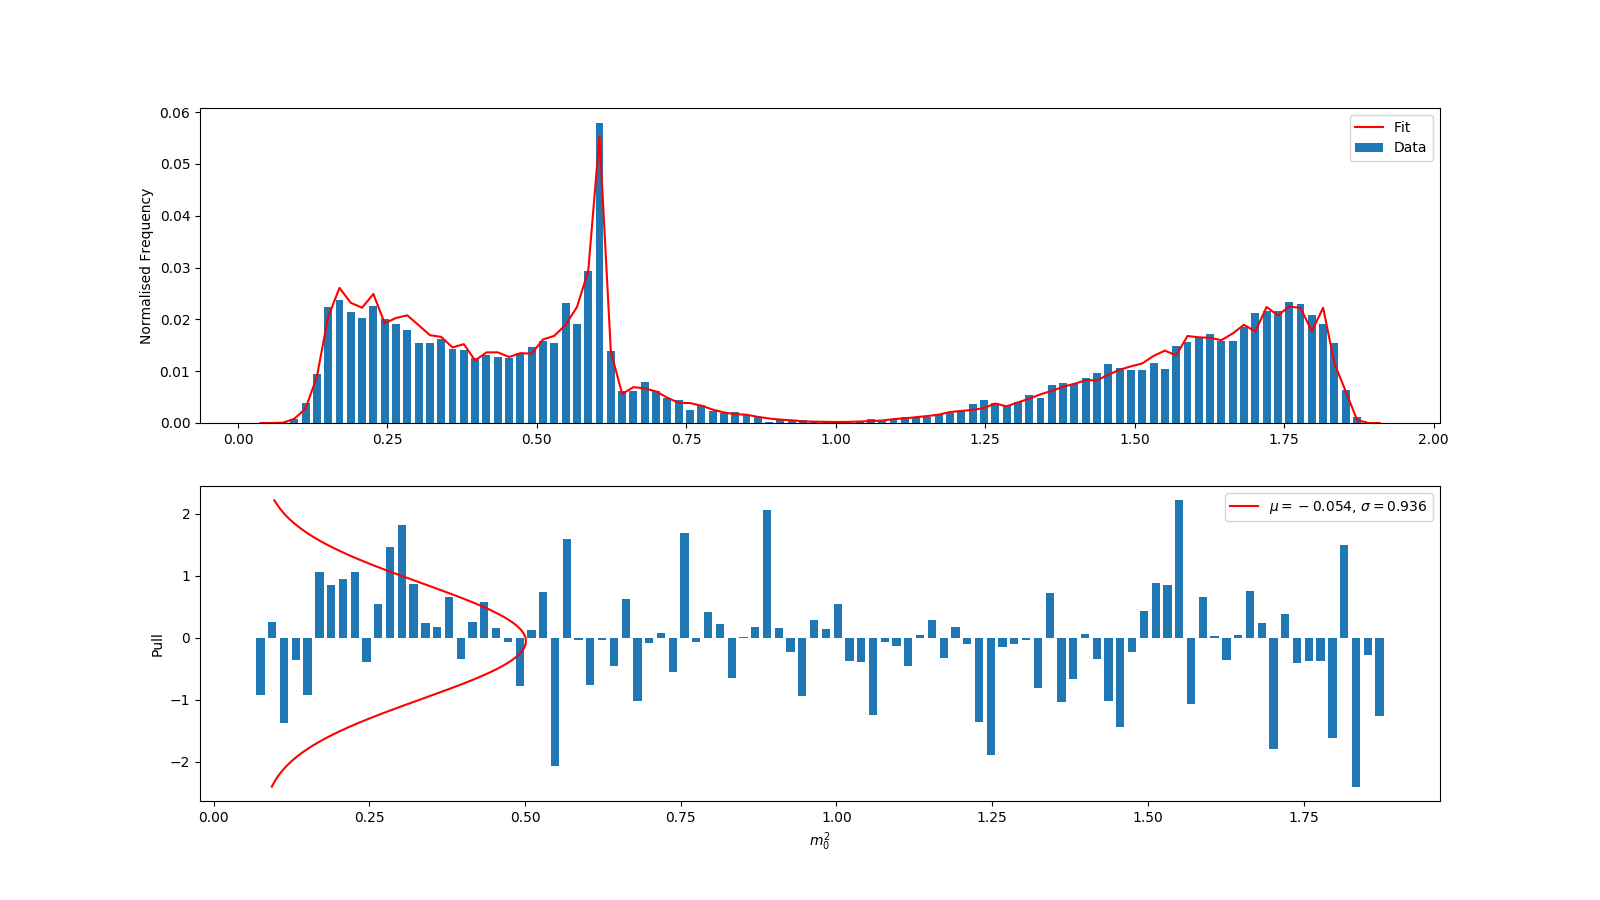 0.06
0.05
0.04
0.03
0.02
0.01
0.00
Normalised Frequency
Fit
Data
0.00 0.25 0.50 0.75 1.00 1.25 1.50 1.75 2.00
2
1
0
−1
−2
Pull
μ = −0.054, σ = 0.936
0.00 0.25 0.50 0.75 1.00 1.25 1.50 1.75
m₀²